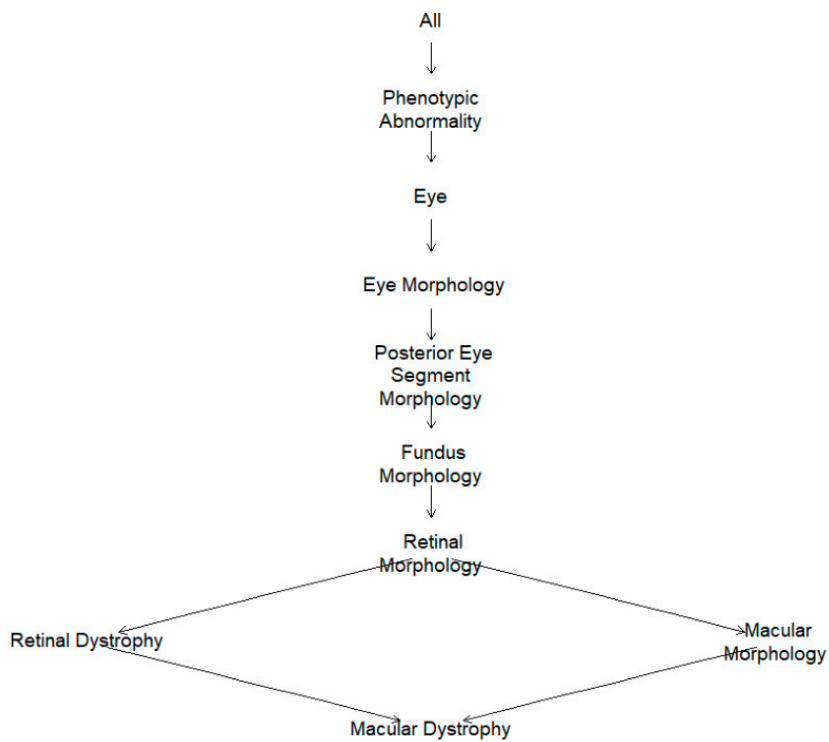 All
Phenotypic
Abnormality
Eye
Eye Morphology
Posterior Eye
Segment
Morphology
Fundus
Morphology
Retinal
Morphology
Retinal Dystrophy
Macular
Morphology
Macular Dystrophy